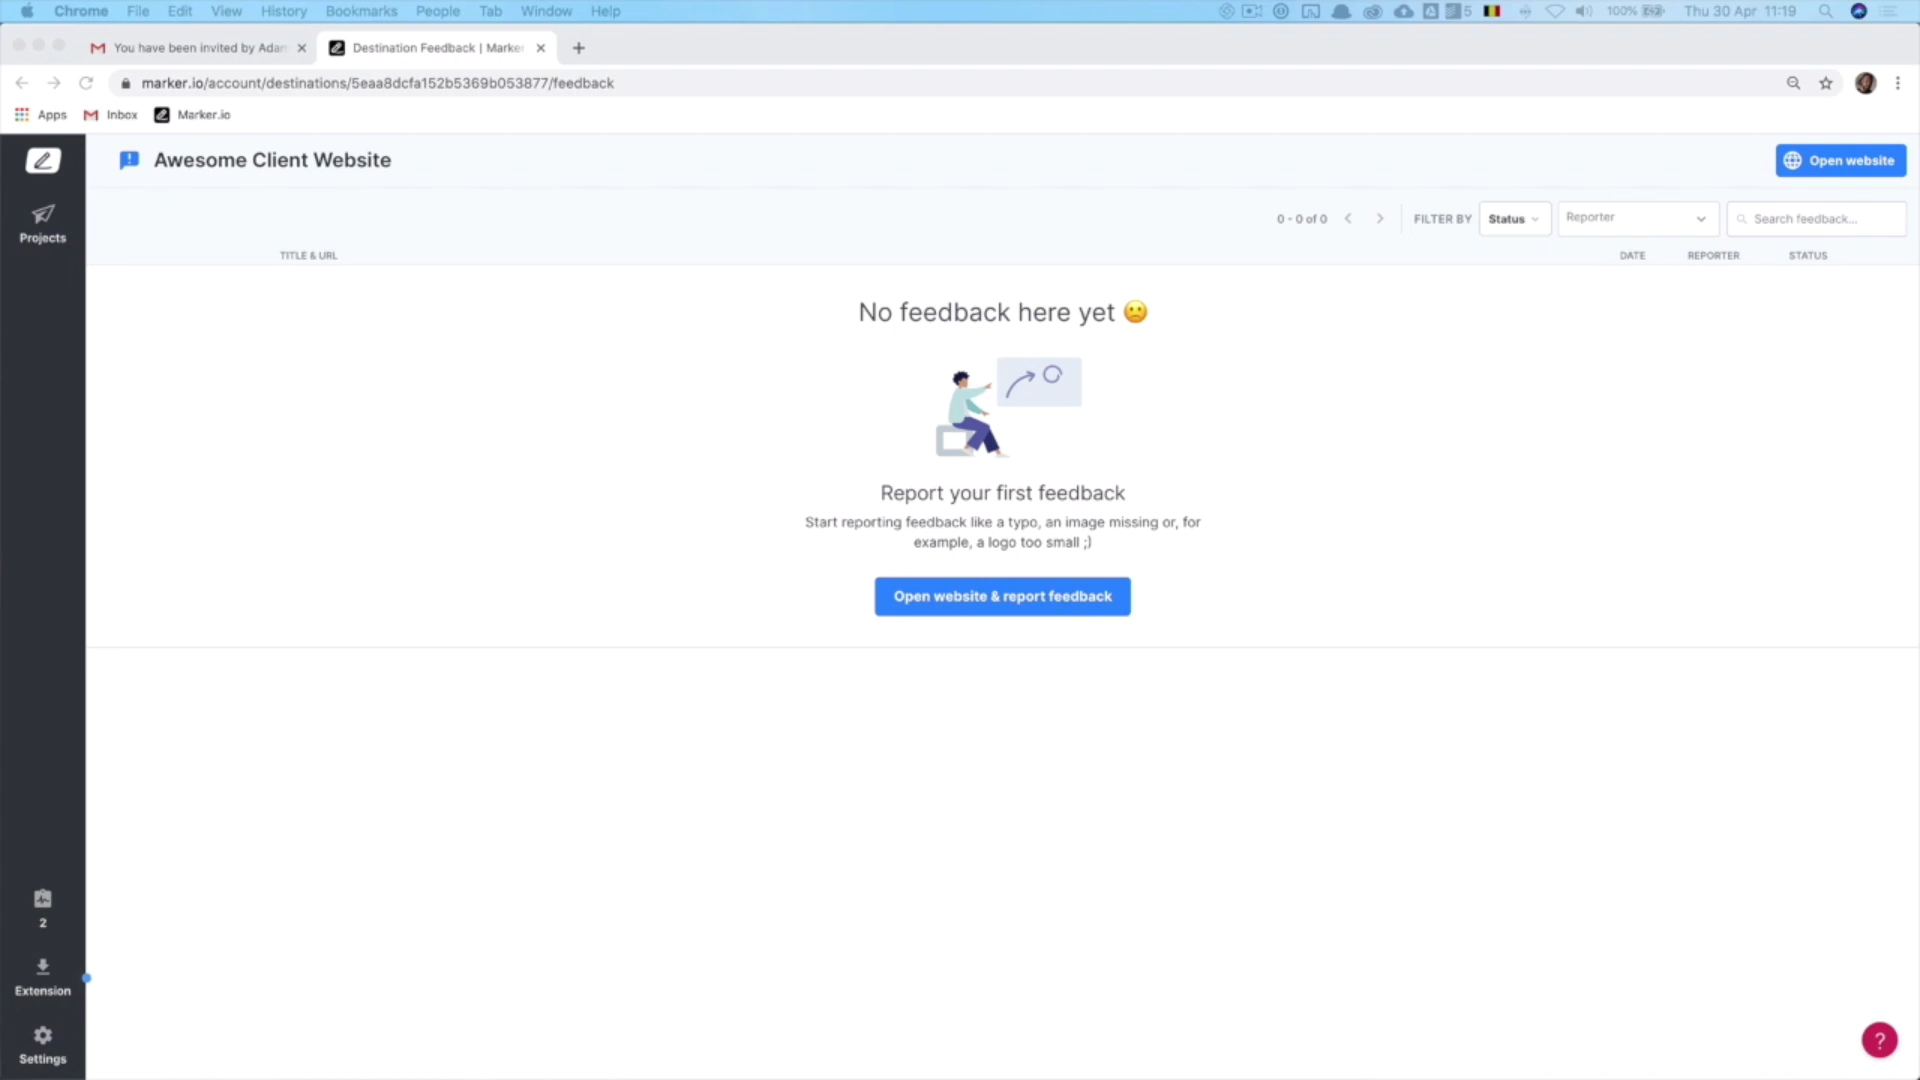 Chrome File Edit View History Bookmarks People Tab Window Help 5 100% Thu 30 Apr 11:19
You have been invited by Adam Destination Feedback | Marker
marker.io/account/destinations/5eaa8dcfa152b5369b053877/feedback
Apps Inbox Marker.io
Awesome Client Website Open website
Projects
0 - 0 of 0 FILTER BY Status Reporter Search feedback...
TITLE & URL DATE REPORTER STATUS
No feedback here yet
Report your first feedback
Start reporting feedback like a typo, an image missing or, for
example, a logo too small ;)
Open website & report feedback
2
Extension
Settings
?